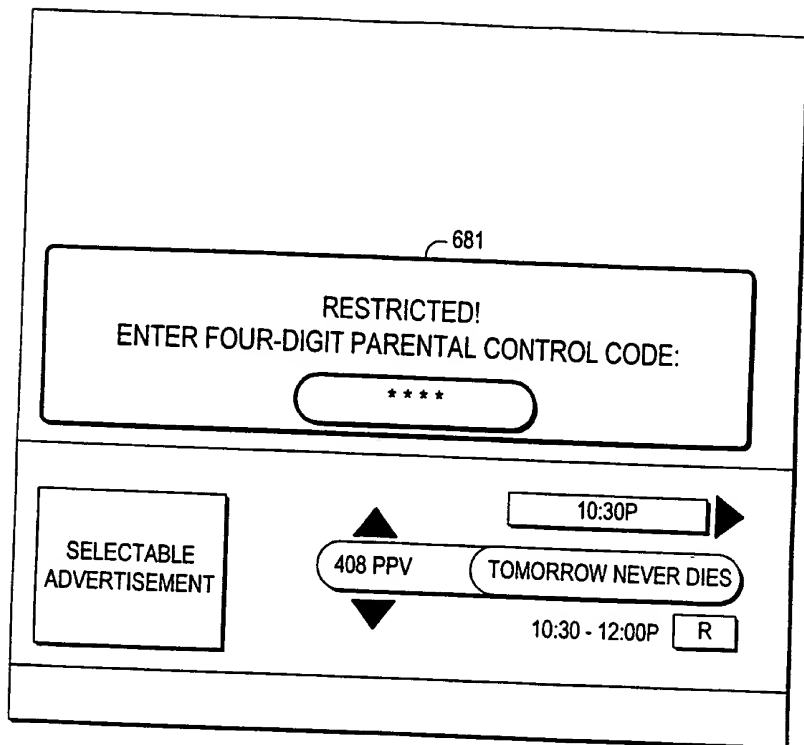 681
RESTRICTED!
ENTER FOUR-DIGIT PARENTAL CONTROL CODE:
* * * *
SELECTABLE
ADVERTISEMENT
10:30P
408 PPV
TOMORROW NEVER DIES
10:30 - 12:00P
R